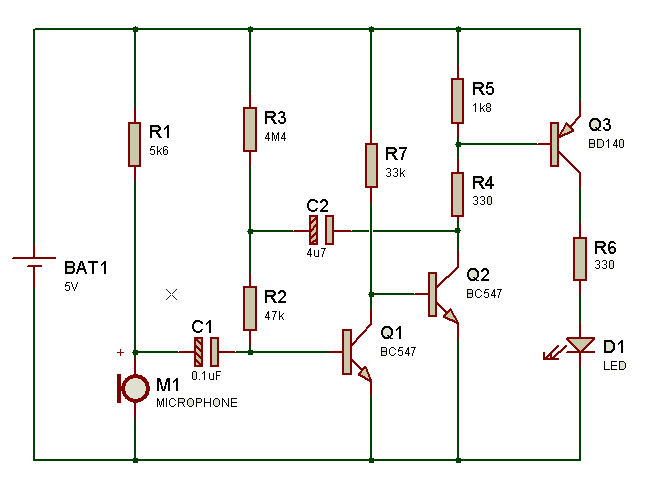 R1
5k6
R3
4M4
R7
33k
R5
1k8
Q3
BD140
R4
330
C2
4u7
R6
330
BAT1
5V
R2
47k
Q2
BC547
C1
0.1uF
Q1
BC547
+
M1
MICROPHONE
D1
LED